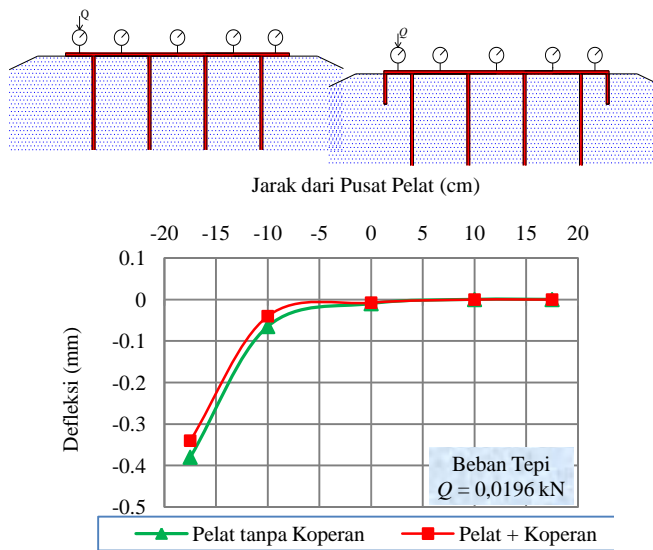 Q
Q
Jarak dari Pusat Pelat (cm)
-20 -15 -10 -5 0 5 10 15 20
0.1
0
-0.1
-0.2
-0.3
-0.4
-0.5
Defleksi (mm)
Beban Tepi
Q = 0,0196 kN
Pelat tanpa Koperan Pelat + Koperan